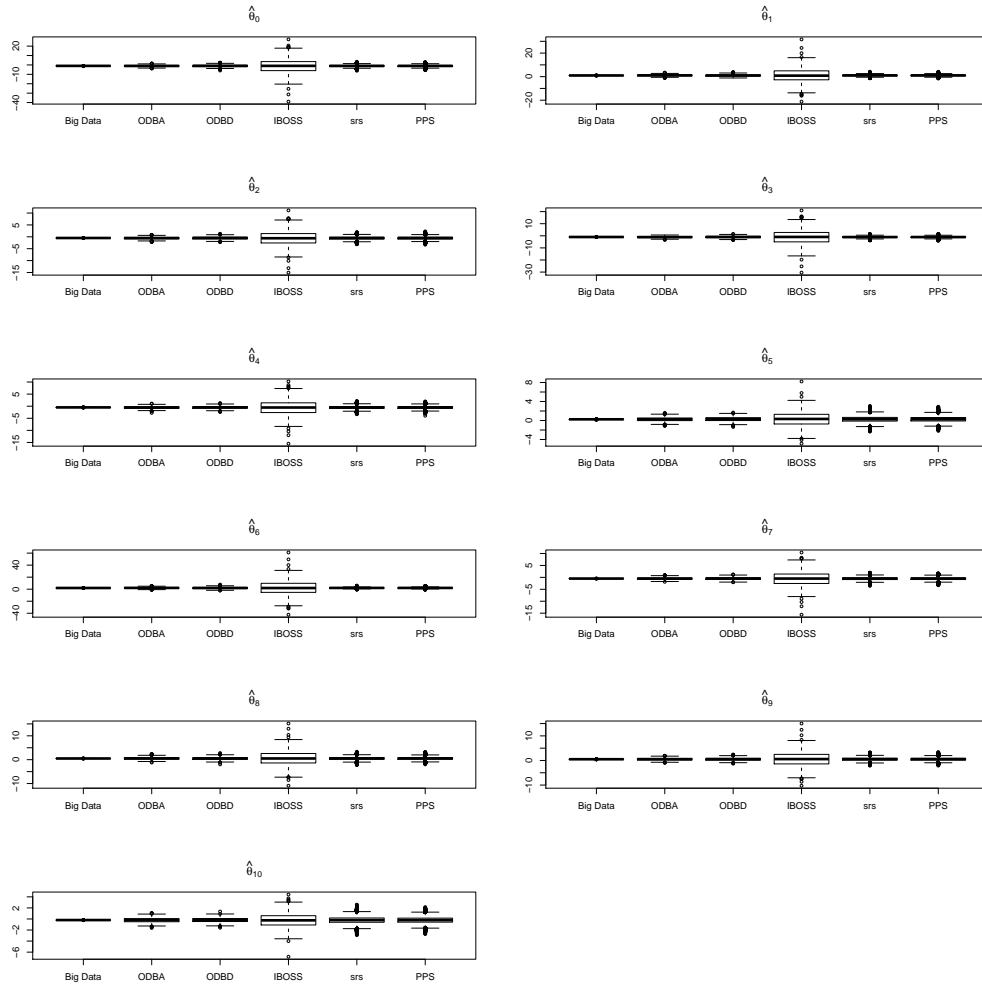 θ̂₀
20
−10
−40
Big Data ODBA ODBD IBOSS srs PPS
θ̂₁
20
0
−20
Big Data ODBA ODBD IBOSS srs PPS
θ̂₂
5
−5
−15
Big Data ODBA ODBD IBOSS srs PPS
θ̂₃
10
−10
−30
Big Data ODBA ODBD IBOSS srs PPS
θ̂₄
5
−5
−15
Big Data ODBA ODBD IBOSS srs PPS
θ̂₅
8
4
0
−4
Big Data ODBA ODBD IBOSS srs PPS
θ̂₆
40
0
−40
Big Data ODBA ODBD IBOSS srs PPS
θ̂₇
5
−5
−15
Big Data ODBA ODBD IBOSS srs PPS
θ̂₈
10
0
−10
Big Data ODBA ODBD IBOSS srs PPS
θ̂₉
10
0
−10
Big Data ODBA ODBD IBOSS srs PPS
θ̂₁₀
2
−2
−6
Big Data ODBA ODBD IBOSS srs PPS